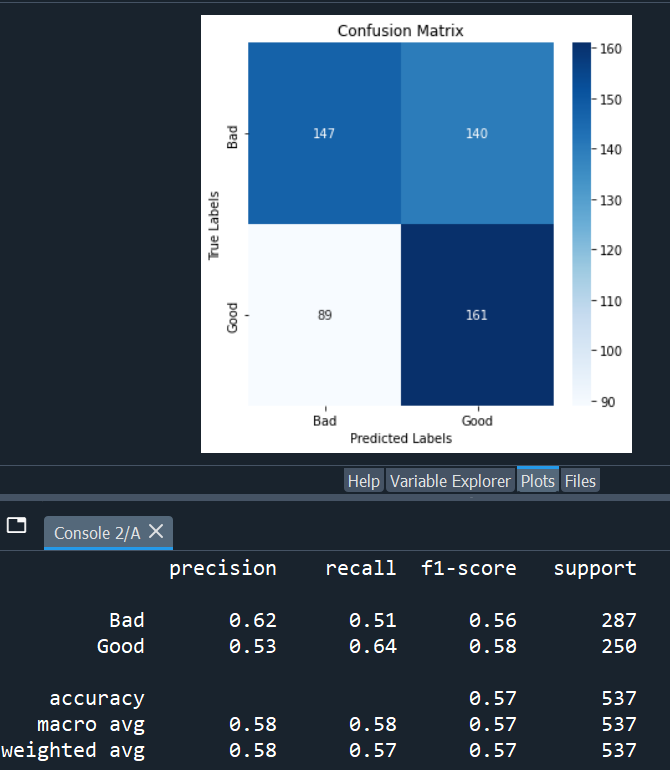 Confusion Matrix
160
147 140
150
Bad
140
130
True Labels
120
110
89 161
Good
100
90
Bad Good
Predicted Labels
Help Variable Explorer Plots Files
Console 2/A
precision recall f1-score support
Bad 0.62 0.51 0.56 287
Good 0.53 0.64 0.58 250
accuracy 0.57 537
macro avg 0.58 0.58 0.57 537
weighted avg 0.58 0.57 0.57 537